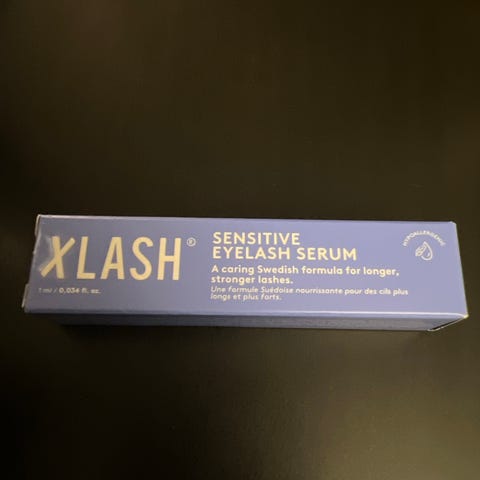 XLASH®
1 ml / 0,034 fl. oz.
SENSITIVE
EYELASH SERUM
A caring Swedish formula for longer,
stronger lashes.
Une formule Suédoise nourrissante pour des cils plus
longs et plus forts.
HYPOALLERGENIC